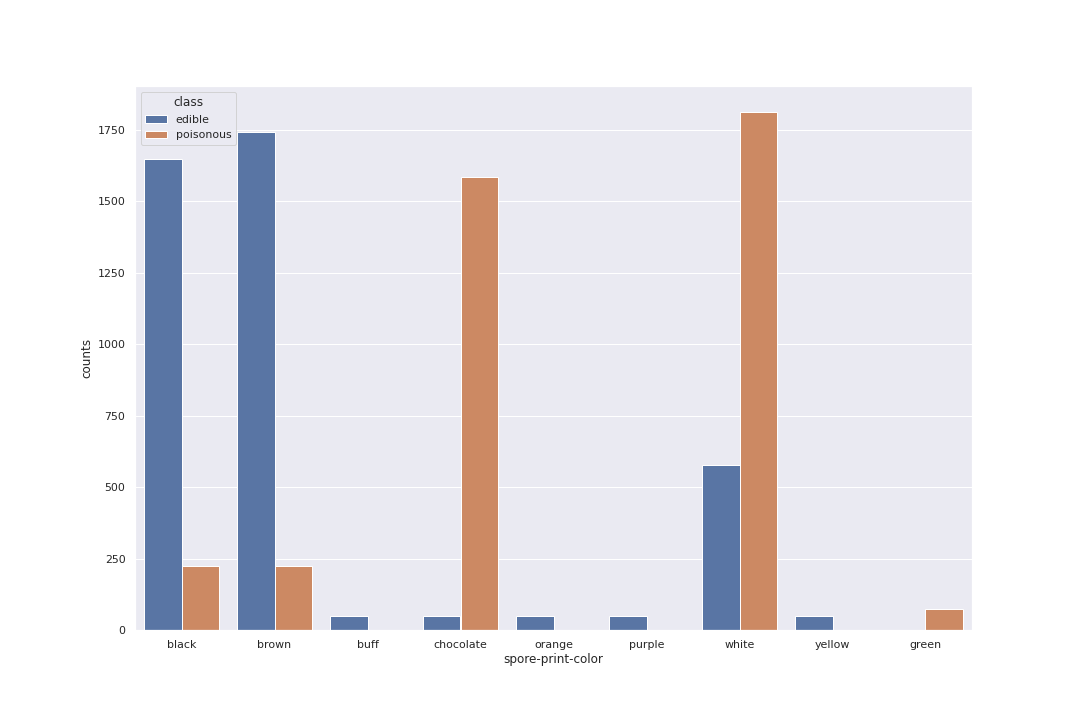 class
edible
poisonous
1750
1500
1250
1000
750
500
250
0
counts
black brown buff chocolate orange purple white yellow green
spore-print-color